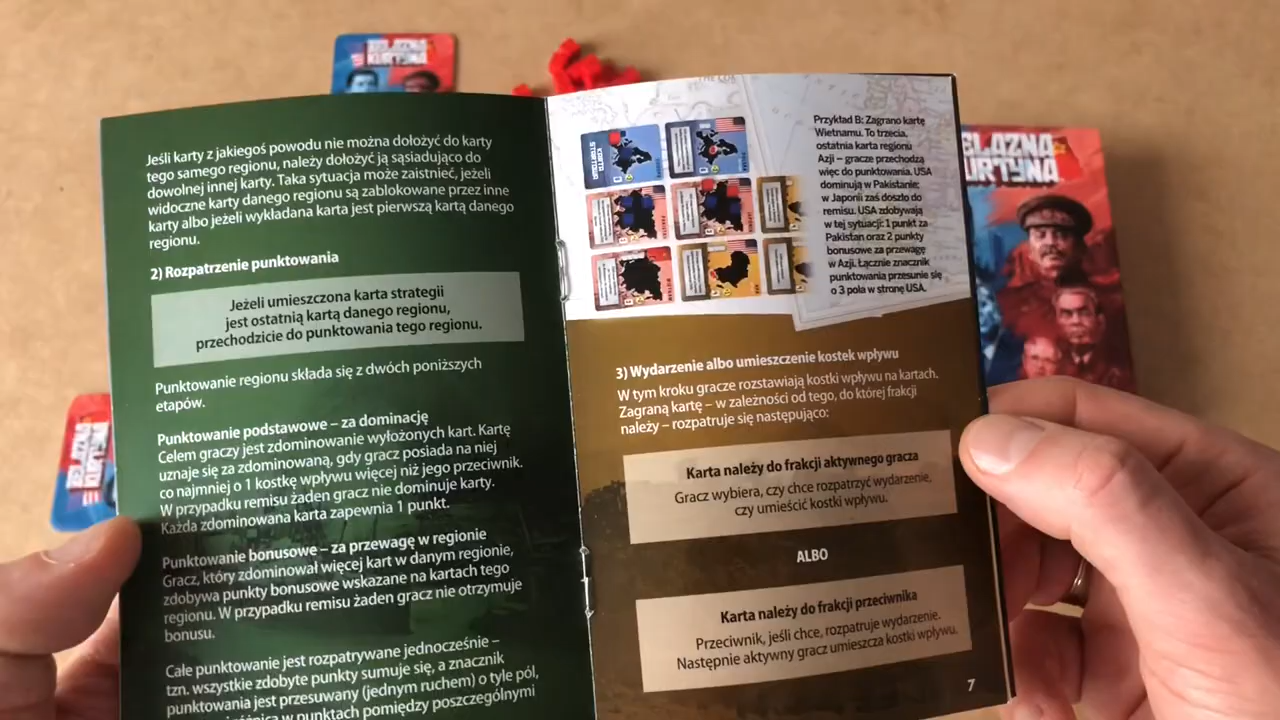 ŻELAZNA
KURTYNA
Jeśli karty z jakiegoś powodu nie można dołożyć do karty
tego samego regionu, należy dołożyć ją sąsiadująco do
dowolnej innej karty. Taka sytuacja może zaistnieć, jeżeli
widoczne karty danego regionu są zablokowane przez inne
karty albo jeżeli wykładana karta jest pierwszą kartą danego
regionu.
2) Rozpatrzenie punktowania
Jeżeli umieszczona karta strategii
jest ostatnią kartą danego regionu,
przechodzicie do punktowania tego regionu.
Punktowanie regionu składa się z dwóch poniższych
etapów.
Punktowanie podstawowe – za dominację
Celem graczy jest zdominowanie wyłożonych kart. Kartę
uznaje się za zdominowaną, gdy gracz posiada na niej
co najmniej o 1 kostkę wpływu więcej niż jego przeciwnik.
W przypadku remisu żaden gracz nie dominuje karty.
Każda zdominowana karta zapewnia 1 punkt.
Punktowanie bonusowe – za przewagę w regionie
Gracz, który zdominował więcej kart w danym regionie,
zdobywa punkty bonusowe wskazane na kartach tego
regionu. W przypadku remisu żaden gracz nie otrzymuje
bonusu.
Całe punktowanie jest rozpatrywane jednocześnie –
tzn. wszystkie zdobyte punkty sumuje się, a znacznik
punktowania jest przesuwany (jednym ruchem) o tyle pól,
w punktach pomiędzy poszczególnymi
KARTA
STARTOWA
PAKISTAN
JAPONIA
WIETNAM
Przykład B: Zagrano kartę
Wietnamu. To trzecia,
ostatnia karta regionu
Azji – gracze przechodzą
więc do punktowania. USA
dominują w Pakistanie;
w Japonii zaś doszło do
remisu. USA zdobywają
w tej sytuacji: 1 punkt za
Pakistan oraz 2 punkty
bonusowe za przewagę
w Azji. Łącznie znacznik
punktowania przesunie się
o 3 pola w stronę USA.
3) Wydarzenie albo umieszczenie kostek wpływu
W tym kroku gracze rozstawiają kostki wpływu na kartach.
Zagraną kartę – w zależności od tego, do której frakcji
należy – rozpatruje się następująco:
Karta należy do frakcji aktywnego gracza
Gracz wybiera, czy chce rozpatrzyć wydarzenie,
czy umieścić kostki wpływu.
ALBO
Karta należy do frakcji przeciwnika
Przeciwnik, jeśli chce, rozpatruje wydarzenie.
Następnie aktywny gracz umieszcza kostki wpływu.
7
ELAZNA
URTYNA
ŻELAZNA
KURTYNA